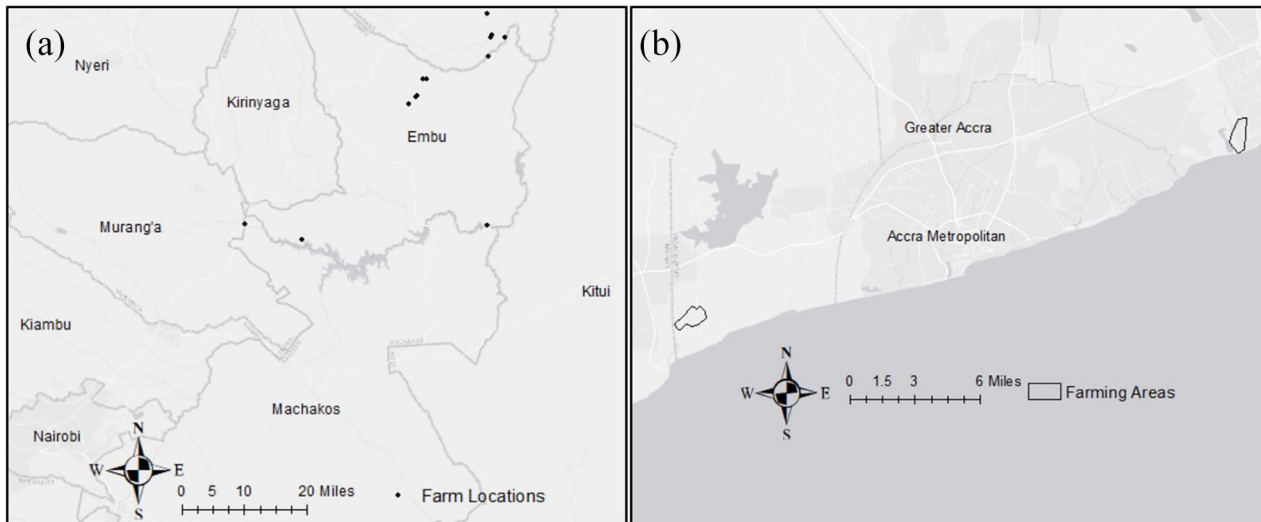 (a)
Nyeri
Kirinyaga
Embu
Murang'a
Kitui
Kiambu
Machakos
Nairobi
N
W E
S
0 5 10 20 Miles
Farm Locations
(b)
Greater Accra
Accra Metropolitan
N
W E
S
0 1.5 3 6 Miles
Farming Areas